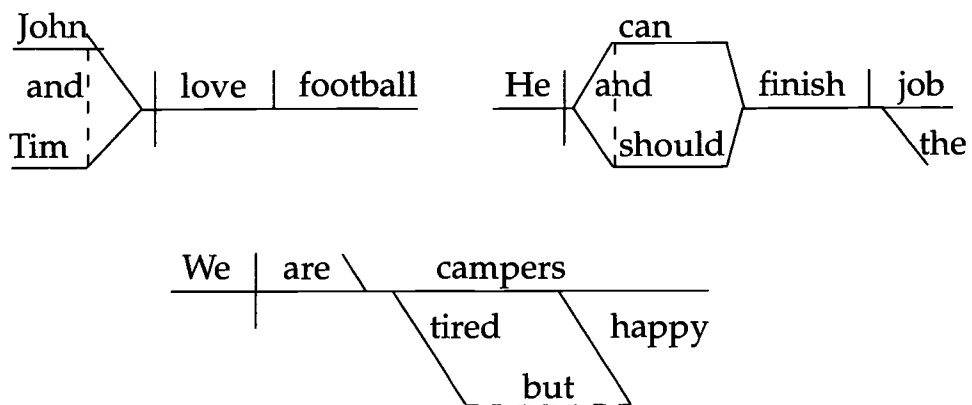 John
and
Tim
love football
He
can
and
should
finish job
the
We are campers
tired happy
but